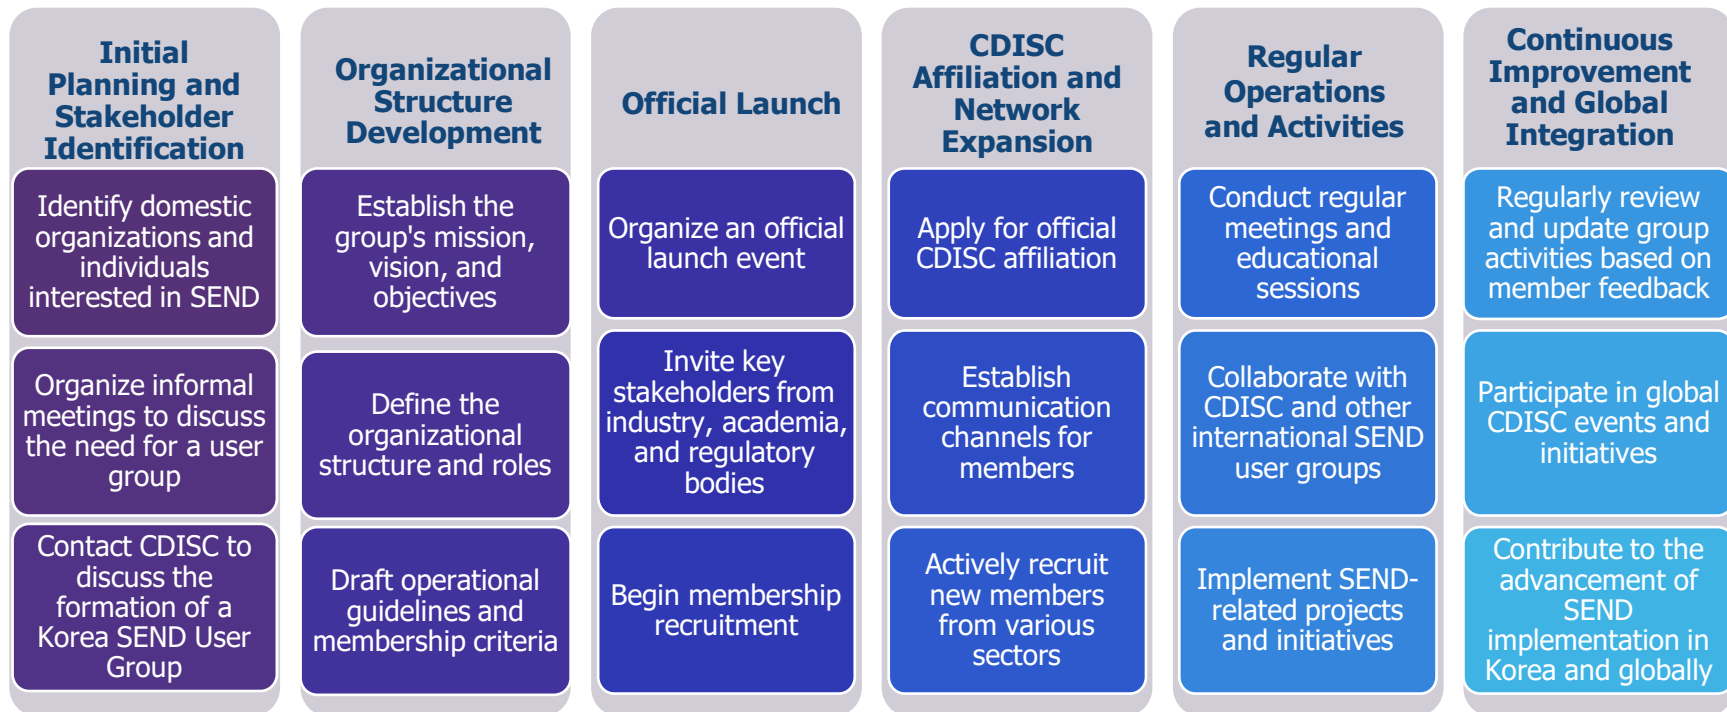 Initial
Planning and
Stakeholder
Identification
Identify domestic
organizations and
individuals
interested in SEND
Organize informal
meetings to discuss
the need for a user
group
Contact CDISC to
discuss the
formation of a
Korea SEND User
Group
Organizational
Structure
Development
Establish the
group's mission,
vision, and
objectives
Define the
organizational
structure and roles
Draft operational
guidelines and
membership criteria
Official Launch
Organize an official
launch event
Invite key
stakeholders from
industry, academia,
and regulatory
bodies
Begin membership
recruitment
CDISC
Affiliation and
Network
Expansion
Apply for official
CDISC affiliation
Establish
communication
channels for
members
Actively recruit
new members
from various
sectors
Regular
Operations
and Activities
Conduct regular
meetings and
educational
sessions
Collaborate with
CDISC and other
international SEND
user groups
Implement SEND-
related projects
and initiatives
Continuous
Improvement
and Global
Integration
Regularly review
and update group
activities based on
member feedback
Participate in global
CDISC events and
initiatives
Contribute to the
advancement of
SEND
implementation in
Korea and globally